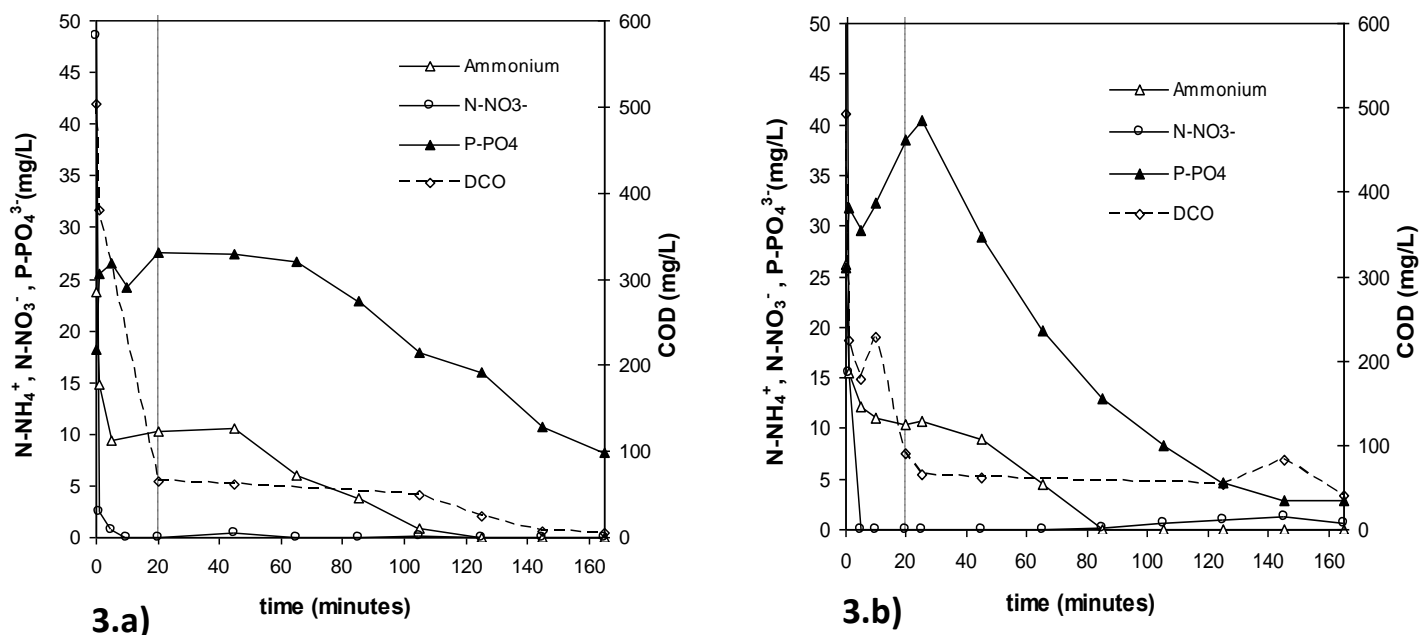 50
45
40
35
30
25
20
15
10
5
0
N-NH4+, N-NO3-, P-PO43-(mg/L)
600
500
400
300
200
100
0
COD (mg/L)
Ammonium
N-NO3-
P-PO4
DCO
0 20 40 60 80 100 120 140 160
time (minutes)
3.a)
50
45
40
35
30
25
20
15
10
5
0
N-NH4+, N-NO3-, P-PO43-(mg/L)
600
500
400
300
200
100
0
COD (mg/L)
Ammonium
N-NO3-
P-PO4
DCO
0 20 40 60 80 100 120 140 160
time (minutes)
3.b)